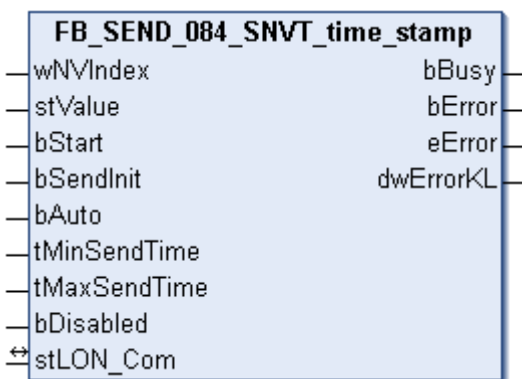 FB_SEND_084_SNVT_time_stamp
wNVIndex bBusy
stValue bError
bStart eError
bSendInit dwErrorKL
bAuto
tMinSendTime
tMaxSendTime
bDisabled
stLON_Com